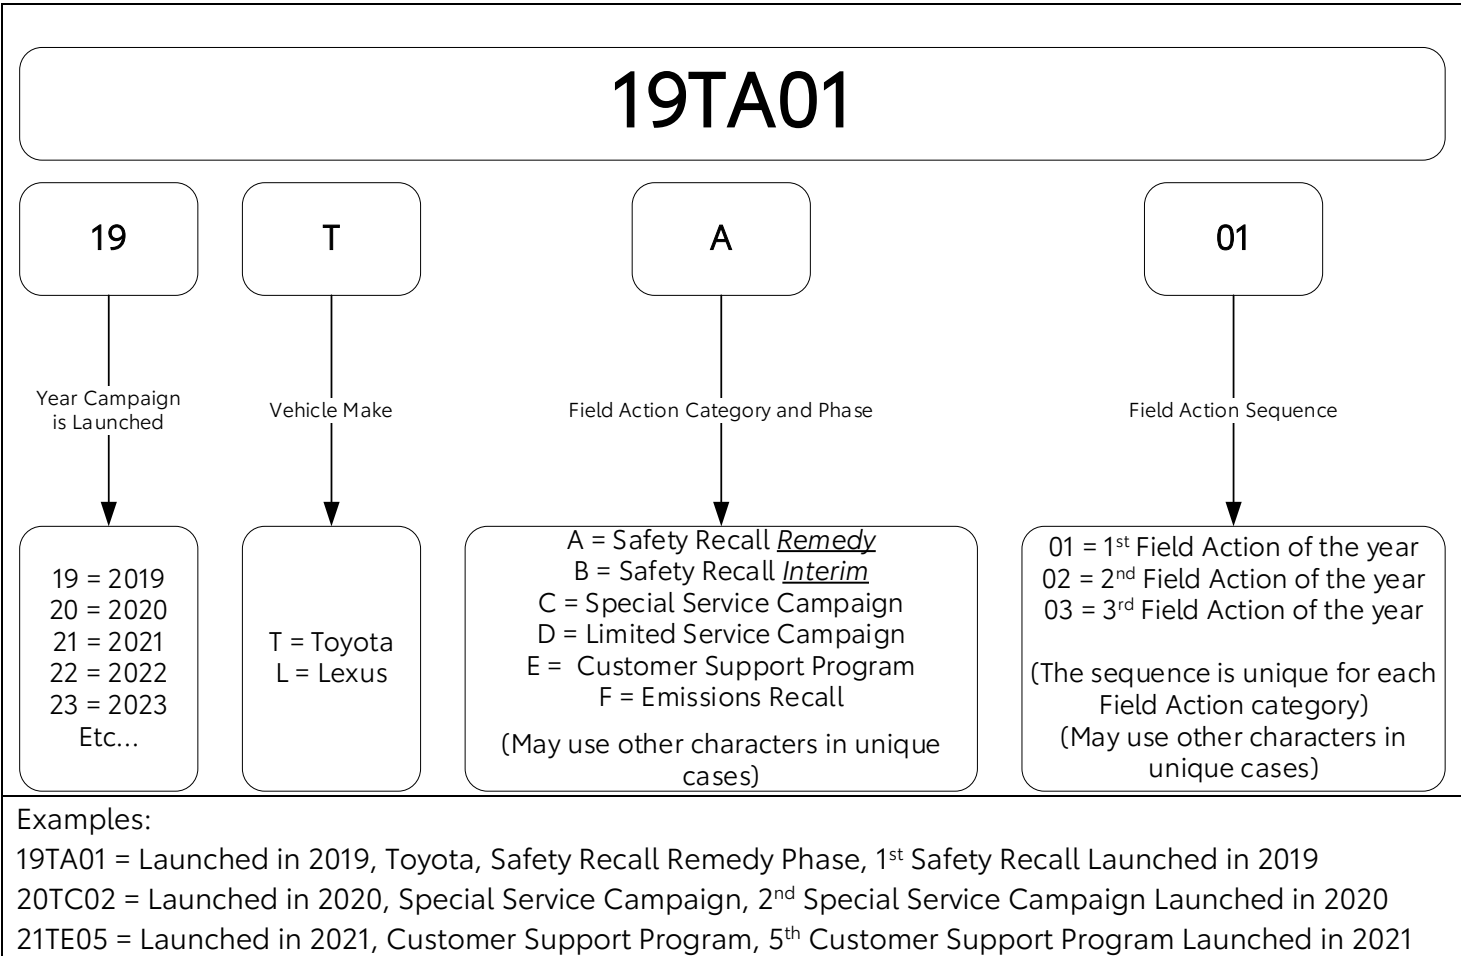 19TA01
19
T
A
01
Year Campaign
is Launched
Vehicle Make
Field Action Category and Phase
Field Action Sequence
19 = 2019
20 = 2020
21 = 2021
22 = 2022
23 = 2023
Etc...
T = Toyota
L = Lexus
A = Safety Recall Remedy
B = Safety Recall Interim
C = Special Service Campaign
D = Limited Service Campaign
E =  Customer Support Program
F = Emissions Recall
(May use other characters in unique
cases)
01 = 1st Field Action of the year
02 = 2nd Field Action of the year
03 = 3rd Field Action of the year
(The sequence is unique for each
Field Action category)
(May use other characters in
unique cases)
Examples:
19TA01 = Launched in 2019, Toyota, Safety Recall Remedy Phase, 1st Safety Recall Launched in 2019
20TC02 = Launched in 2020, Special Service Campaign, 2nd Special Service Campaign Launched in 2020
21TE05 = Launched in 2021, Customer Support Program, 5th Customer Support Program Launched in 2021